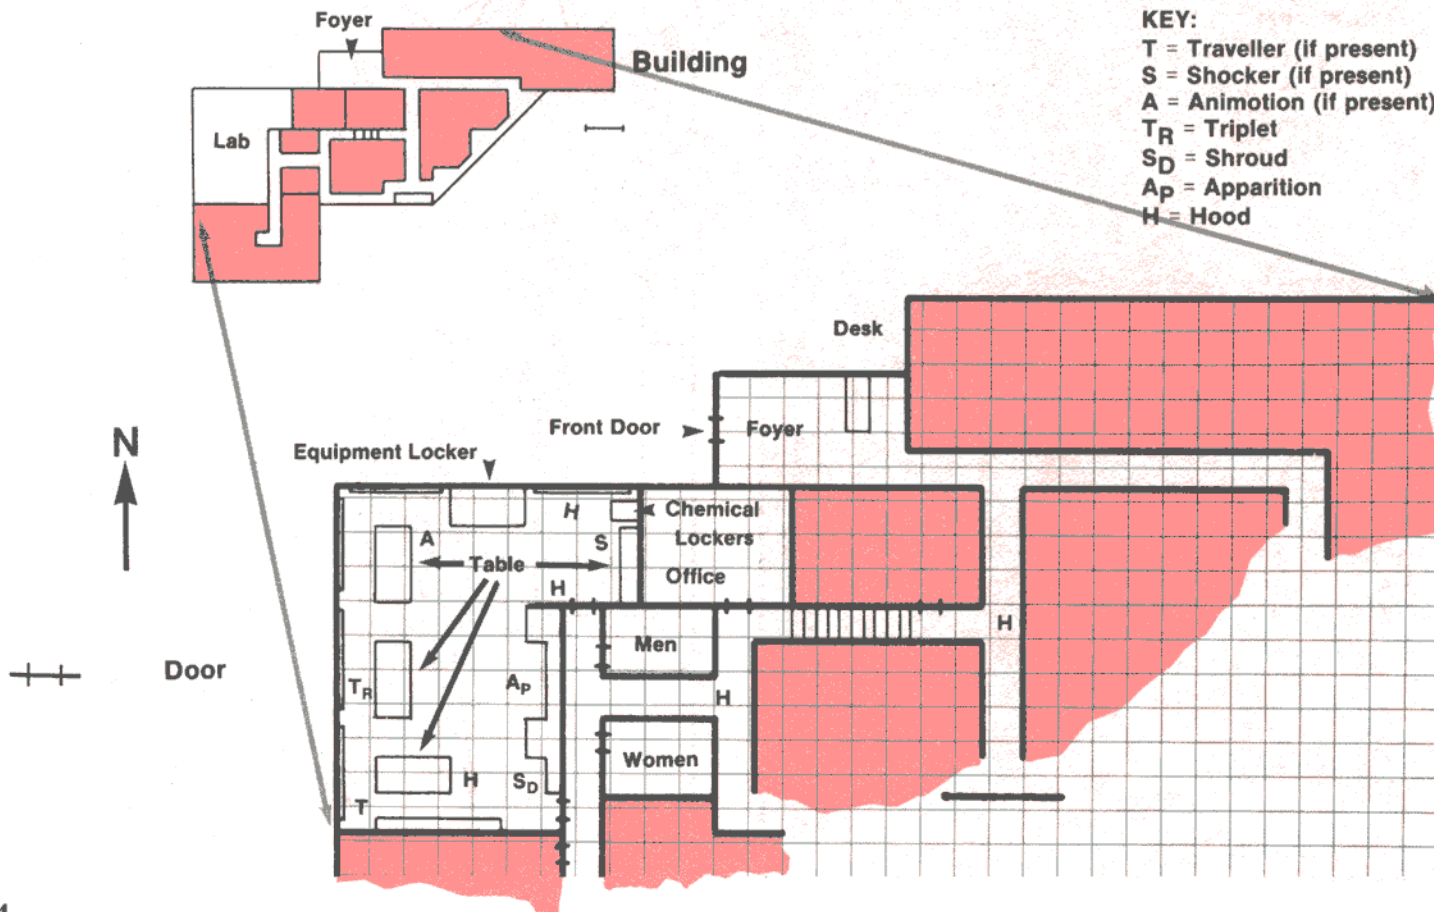 Foyer
Building
Lab
KEY:
T = Traveller (if present)
S = Shocker (if present)
A = Animotion (if present)
TR = Triplet
SD = Shroud
AP = Apparition
H = Hood
Desk
Front Door
Foyer
N
Equipment Locker
H
Chemical
Lockers
A
S
Table
Office
H
H
Men
Door
TR
AP
H
Women
H
SD
T